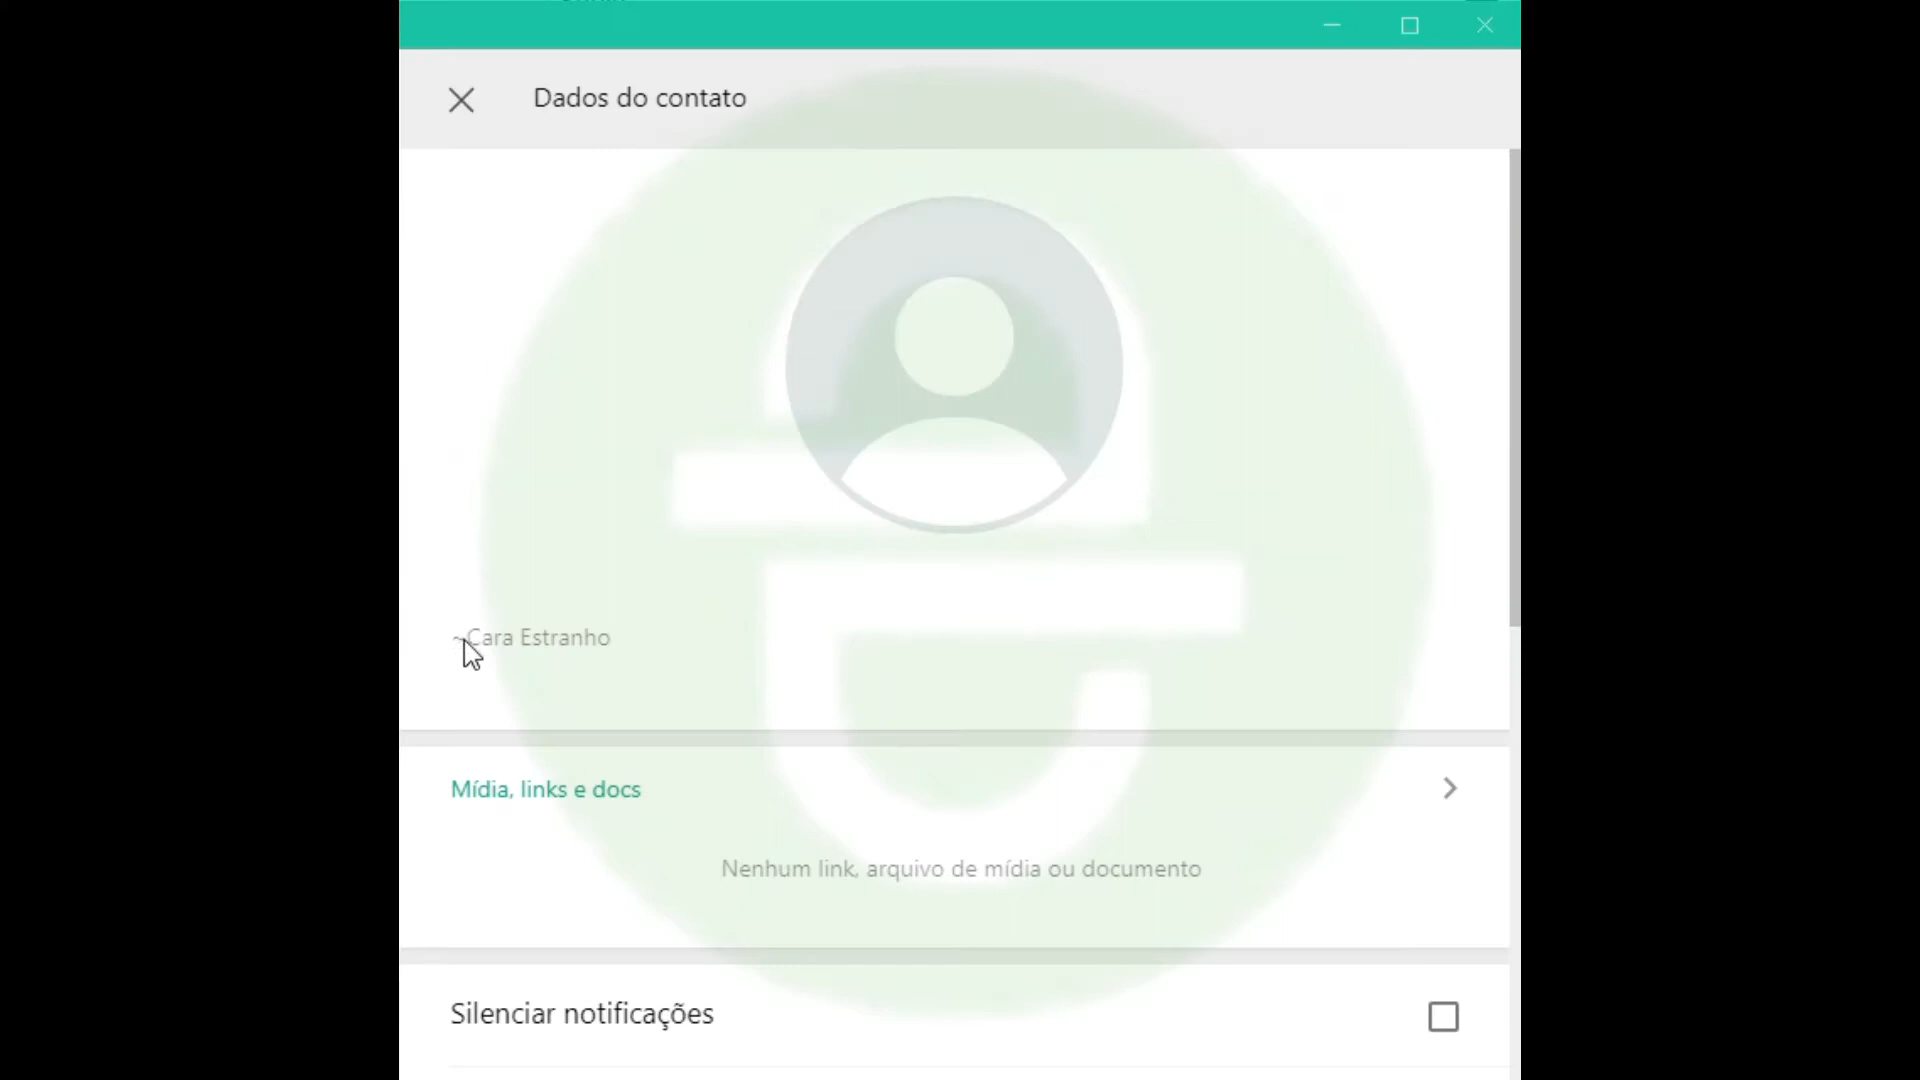 Dados do contato
~Cara Estranho
Mídia, links e docs
Nenhum link, arquivo de mídia ou documento
Silenciar notificações